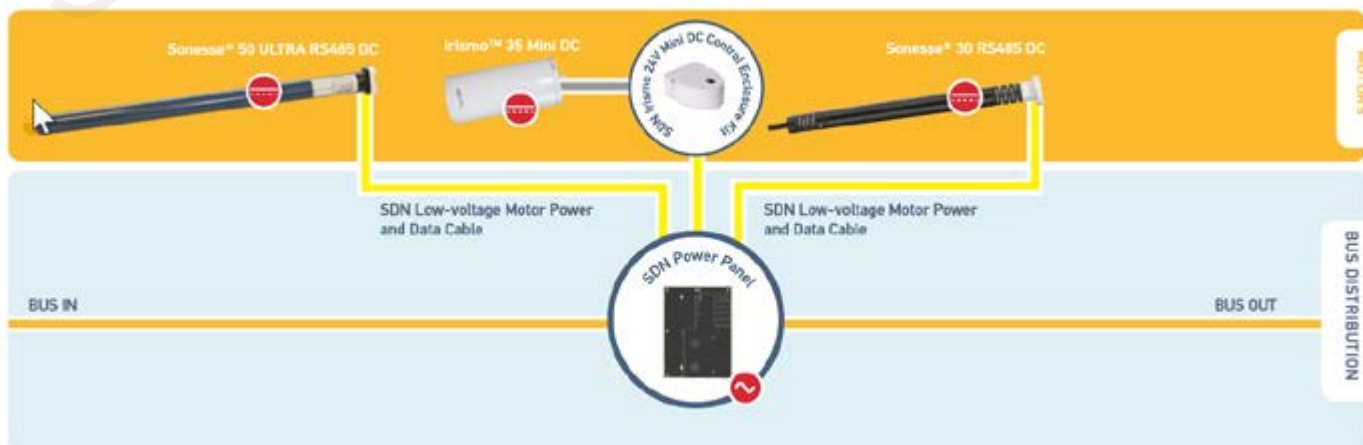 Sonesse® 50 ULTRA RS485 DC
Irismo™ 35 Mini DC
SDN Irismo 24V Mini DC Control Enclosure Kit
Sonesse® 30 RS485 DC
SDN Low-voltage Motor Power
and Data Cable
SDN Low-voltage Motor Power
and Data Cable
SDN Power Panel
BUS IN
BUS OUT
BUS DISTRIBUTION